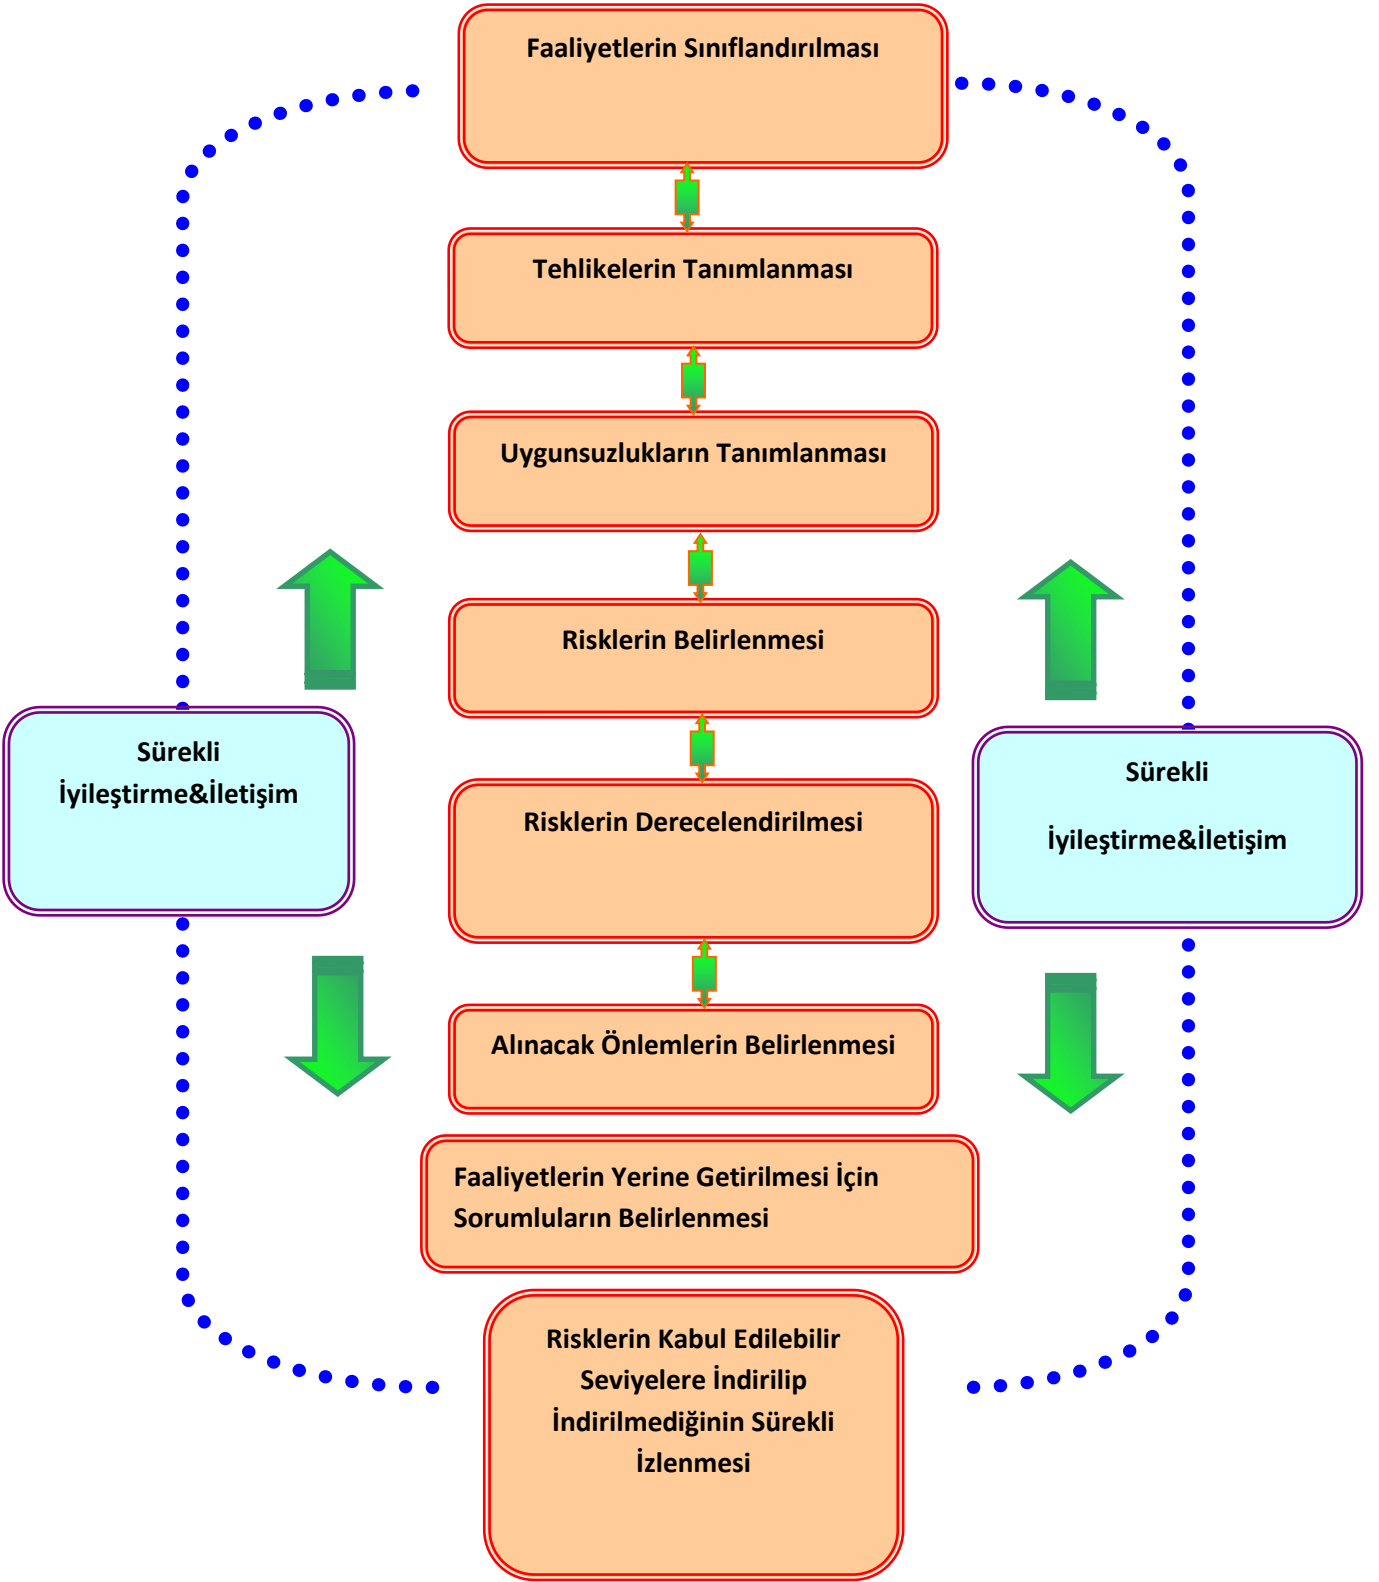 Faaliyetlerin Sınıflandırılması
Tehlikelerin Tanımlanması
Uygunsuzlukların Tanımlanması
Risklerin Belirlenmesi
Sürekli
İyileştirme&İletişim
Risklerin Derecelendirilmesi
Sürekli
İyileştirme&İletişim
Alınacak Önlemlerin Belirlenmesi
Faaliyetlerin Yerine Getirilmesi İçin
Sorumluların Belirlenmesi
Risklerin Kabul Edilebilir
Seviyelere İndirilip
İndirilmediğinin Sürekli
İzlenmesi